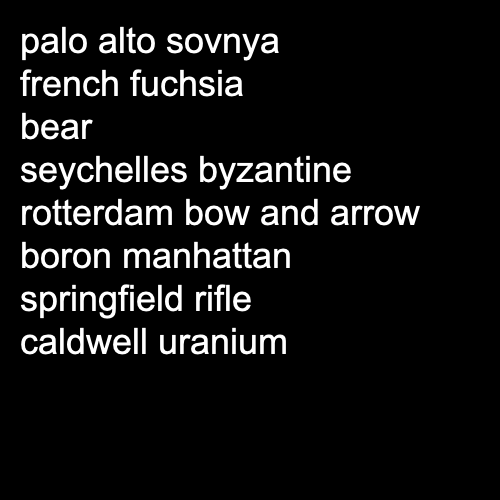 palo alto sovnya
french fuchsia
bear
seychelles byzantine
rotterdam bow and arrow
boron manhattan
springfield rifle
caldwell uranium